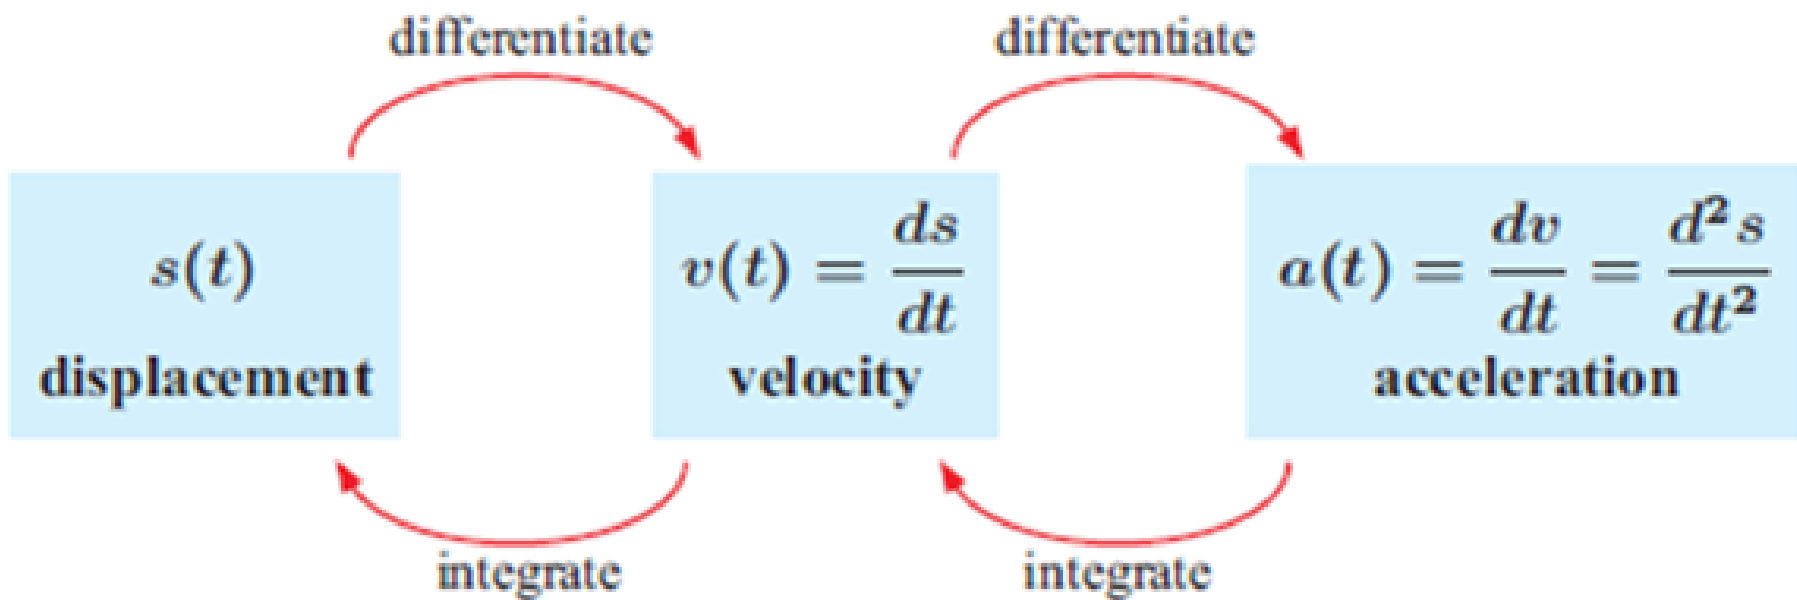 differentiate
differentiate
s(t)
v(t) = ds/dt
a(t) = dv/dt = d²s/dt²
displacement
velocity
acceleration
integrate
integrate